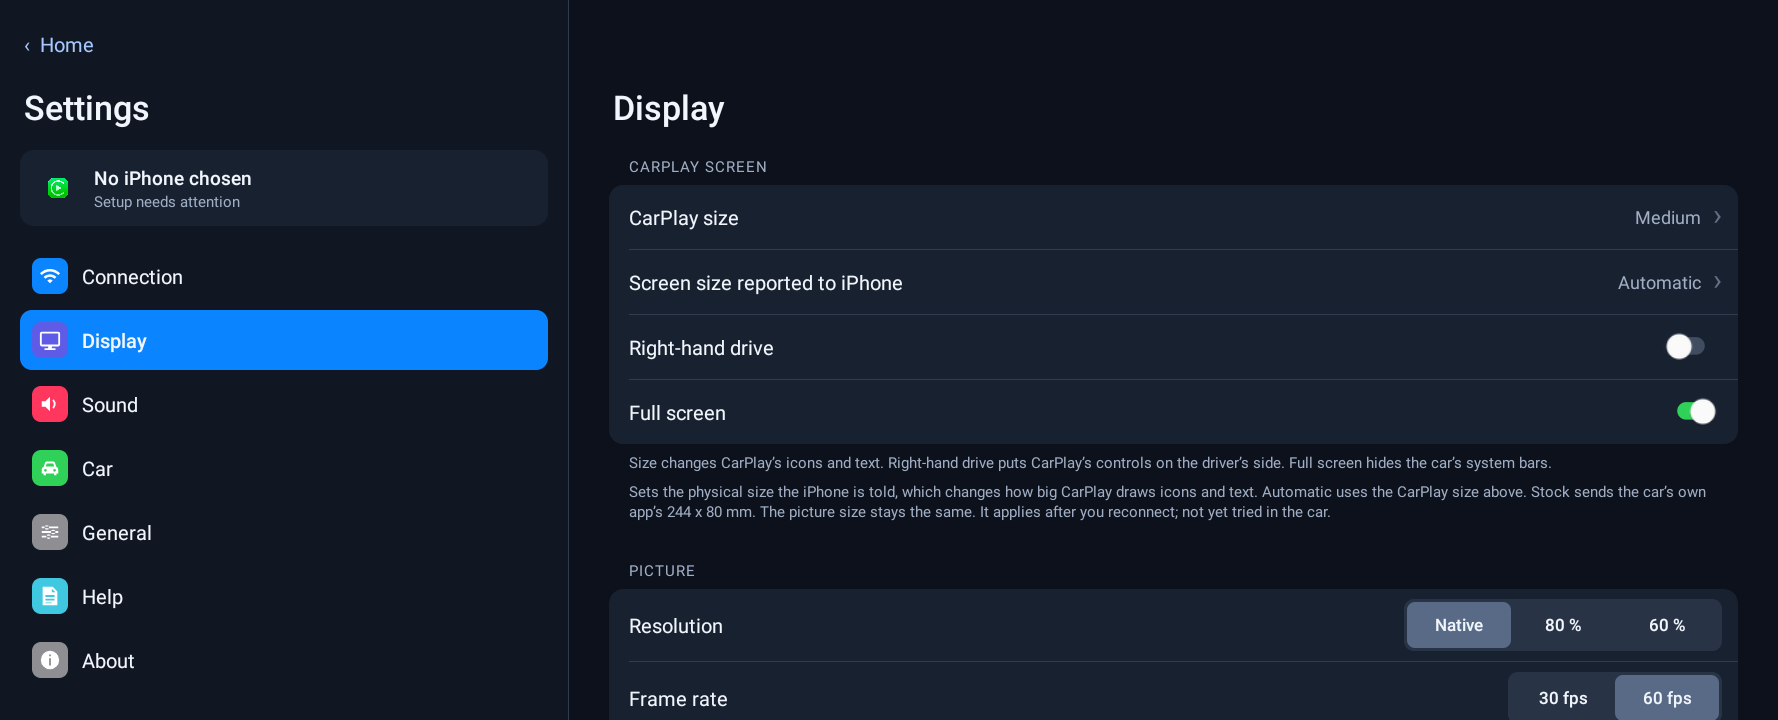 ‹ Home
Settings
No iPhone chosen
Setup needs attention
Connection
Display
Sound
Car
General
Help
About
Display
CARPLAY SCREEN
CarPlay size
Medium
Screen size reported to iPhone
Automatic
Right-hand drive
Full screen
Size changes CarPlay’s icons and text. Right-hand drive puts CarPlay’s controls on the driver’s side. Full screen hides the car’s system bars.
Sets the physical size the iPhone is told, which changes how big CarPlay draws icons and text. Automatic uses the CarPlay size above. Stock sends the car’s own
app’s 244 x 80 mm. The picture size stays the same. It applies after you reconnect; not yet tried in the car.
PICTURE
Resolution
Native 80 % 60 %
Frame rate
30 fps 60 fps